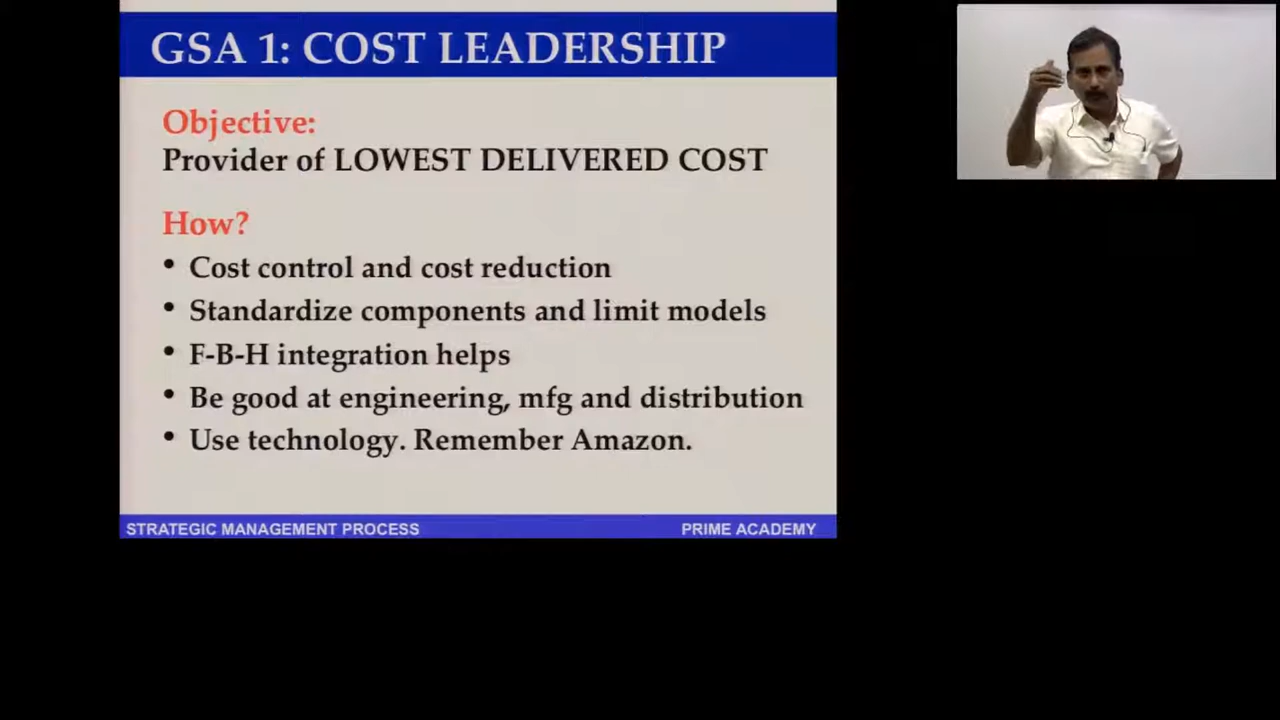 GSA 1: COST LEADERSHIP
Objective:
Provider of LOWEST DELIVERED COST
How?
• Cost control and cost reduction
• Standardize components and limit models
• F-B-H integration helps
• Be good at engineering, mfg and distribution
• Use technology. Remember Amazon.
STRATEGIC MANAGEMENT PROCESS
PRIME ACADEMY